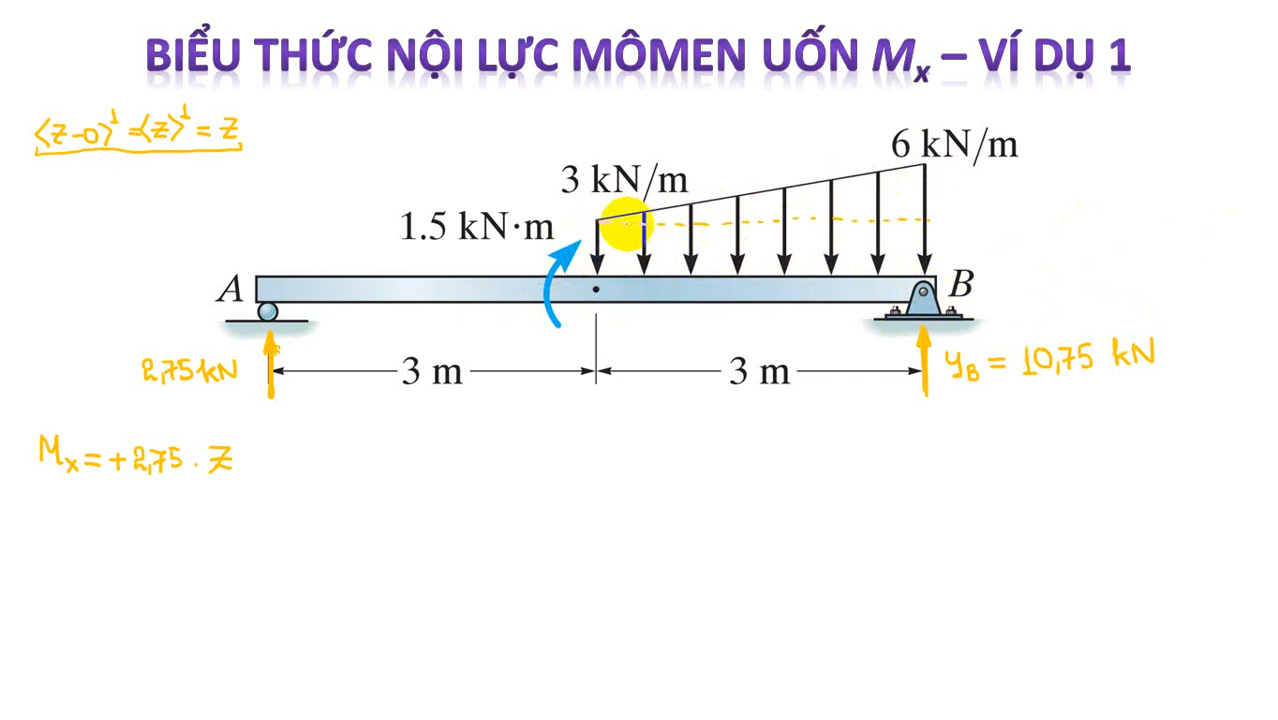 BIỂU THỨC NỘI LỰC MÔMEN UỐN Mx – VÍ DỤ 1
⟨z-0⟩¹ = ⟨z⟩¹ = z
6 kN/m
3 kN/m
1.5 kN·m
A
B
2,75 kN
3 m
3 m
yB = 10,75 kN
Mx = + 2,75 . z